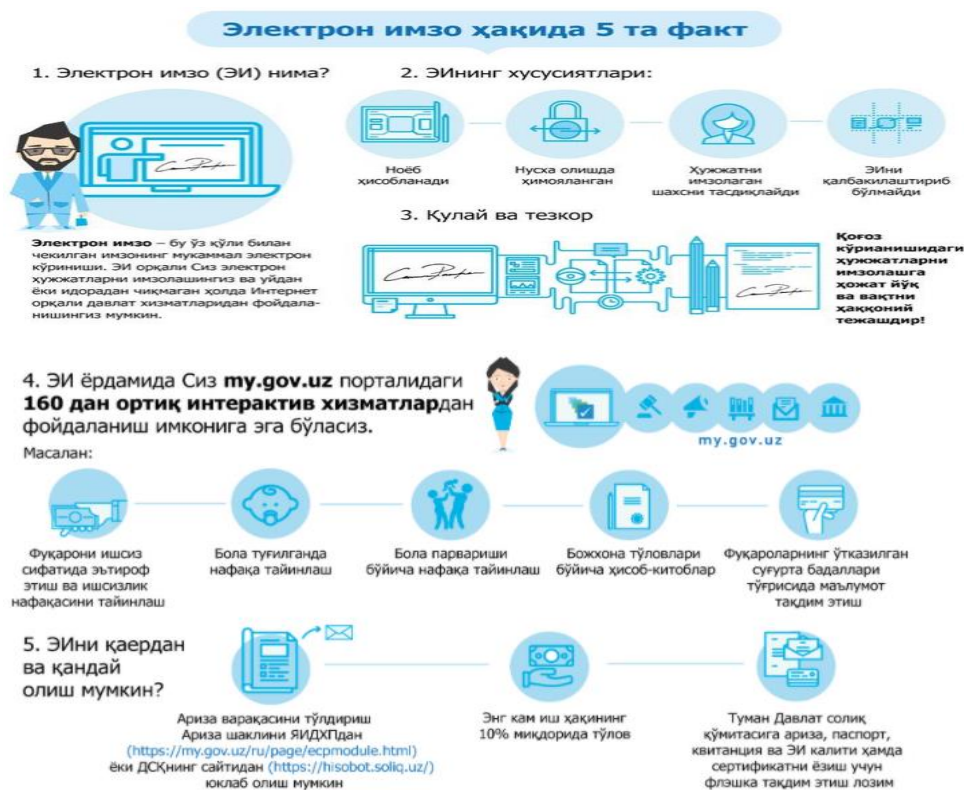 Электрон имзо ҳақида 5 та факт
1. Электрон имзо (ЭИ) нима?
Электрон имзо – бу ўз қўли билан
чекилган имзонинг мукаммал электрон
кўриниши. ЭИ орқали Сиз электрон
ҳужжатларни имзолашингиз ва уйдан
ёки идорадан чиқмаган ҳолда Интернет
орқали давлат хизматларидан фойдала-
нишингиз мумкин.
2. ЭИнинг хусусиятлари:
Ноёб
ҳисобланади
Нусха олишда
ҳимояланган
Ҳужжатни
имзолаган
шахсни тасдиқлайди
ЭИни
қалбакилаштириб
бўлмайди
3. Қулай ва тезкор
Қоғоз
кўрианишидаги
ҳужжатларни
имзолашга
ҳожат йўқ
ва вақтни
ҳаққоний
тежашдир!
4. ЭИ ёрдамида Сиз my.gov.uz порталидаги
160 дан ортиқ интерактив хизматлардан
фойдаланиш имконига эга бўласиз.
my.gov.uz
Масалан:
Фуқарони ишсиз
сифатида эътироф
этиш ва ишсизлик
нафақасини тайинлаш
Бола туғилганда
нафақа тайинлаш
Бола парвариши
бўйича нафақа тайинлаш
Божхона тўловлари
бўйича ҳисоб-китоблар
Фуқароларнинг ўтказилган
суғурта бадаллари
тўғрисида маълумот
тақдим этиш
5. ЭИни қаердан
ва қандай
олиш мумкин?
Ариза варақасини тўлдириш
Ариза шаклини ЯИДХПдан
(https://my.gov.uz/ru/page/ecpmodule.html)
ёки ДСҚнинг сайтидан (https://hisobot.soliq.uz/)
юклаб олиш мумкин
Энг кам иш ҳақининг
10% миқдорида тўлов
Туман Давлат солиқ
қўмитасига ариза, паспорт,
квитанция ва ЭИ калити ҳамда
сертификатни ёзиш учун
флэшка тақдим этиш лозим